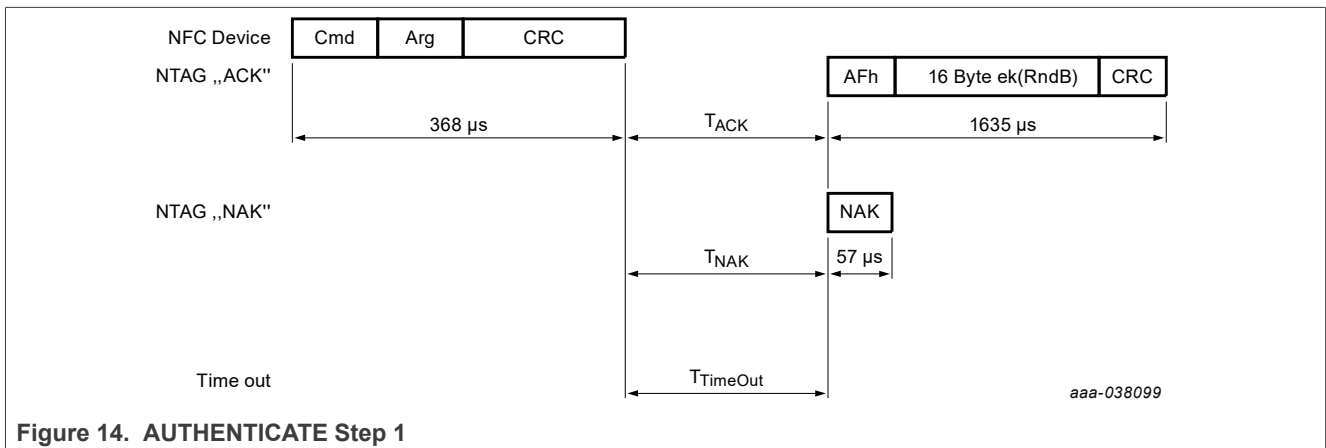 NFC Device Cmd Arg CRC
NTAG ,,ACK" AFh 16 Byte ek(RndB) CRC
368 µs TACK 1635 µs
NTAG ,,NAK" NAK
TNAK 57 µs
Time out TTimeOut aaa-038099
Figure 14. AUTHENTICATE Step 1